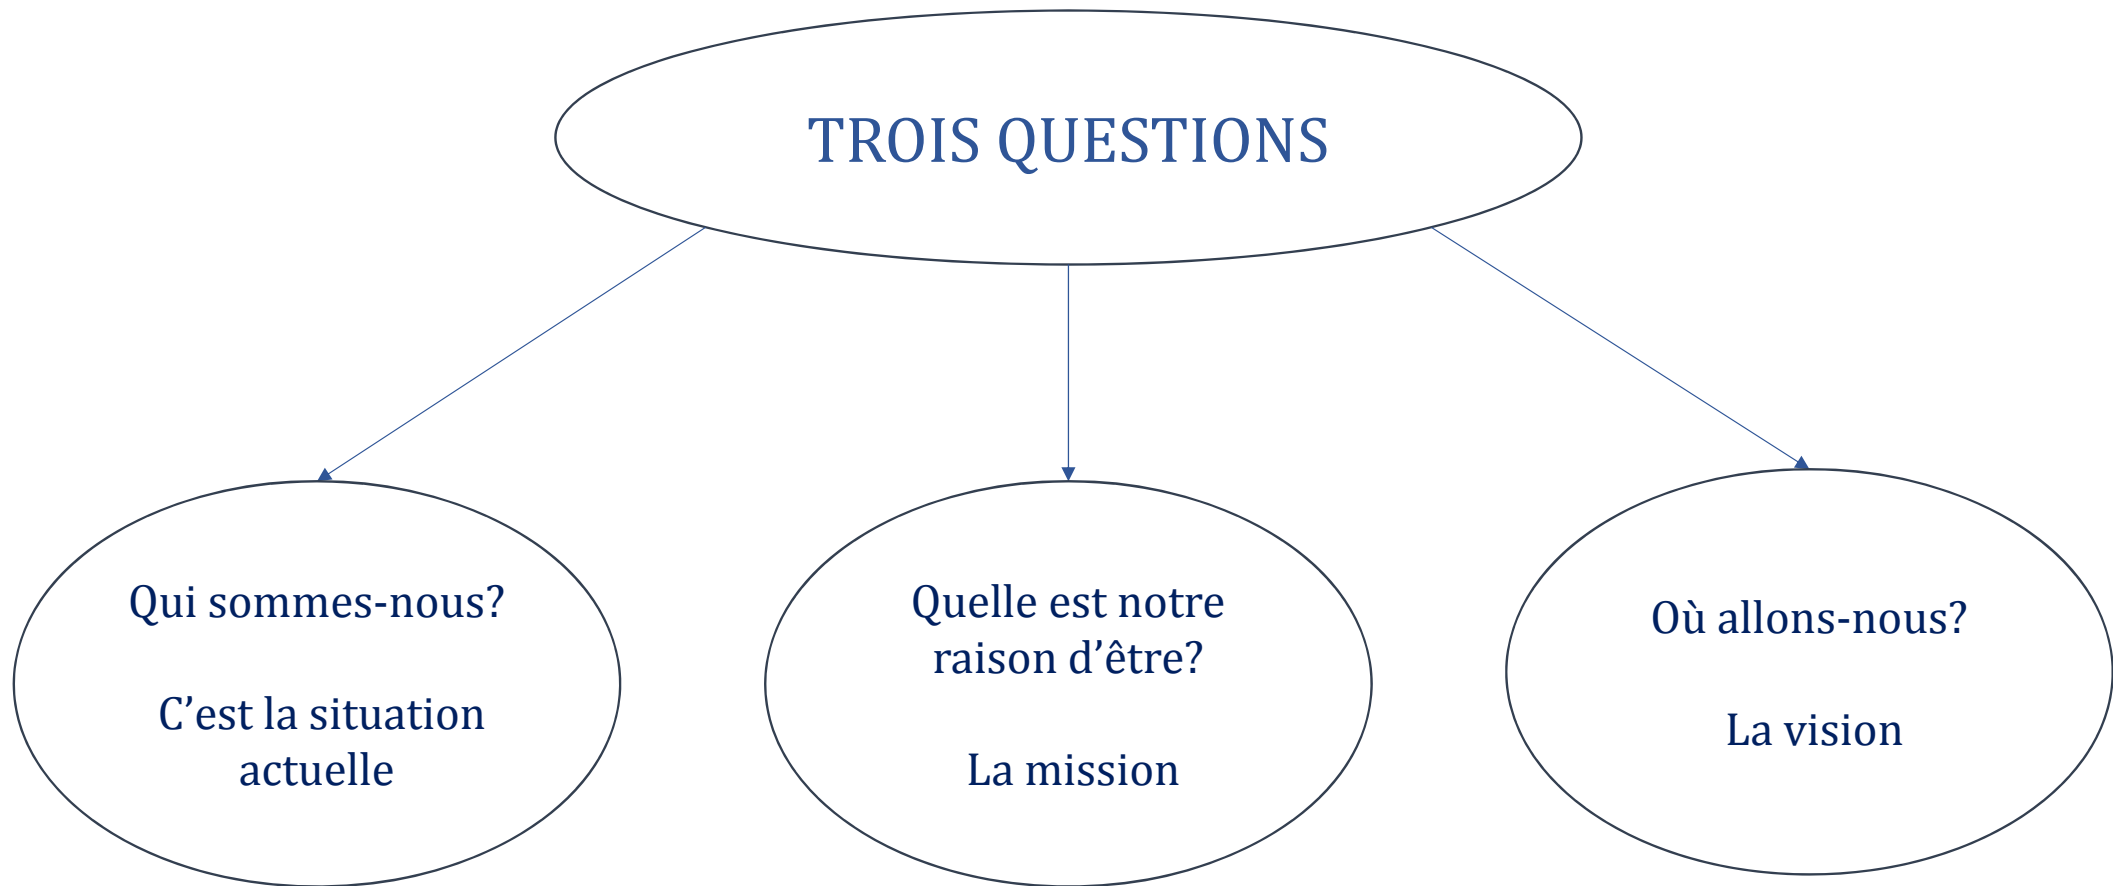 TROIS QUESTIONS
Qui sommes-nous?
C’est la situation
actuelle
Quelle est notre
raison d’être?
La mission
Où allons-nous?
La vision